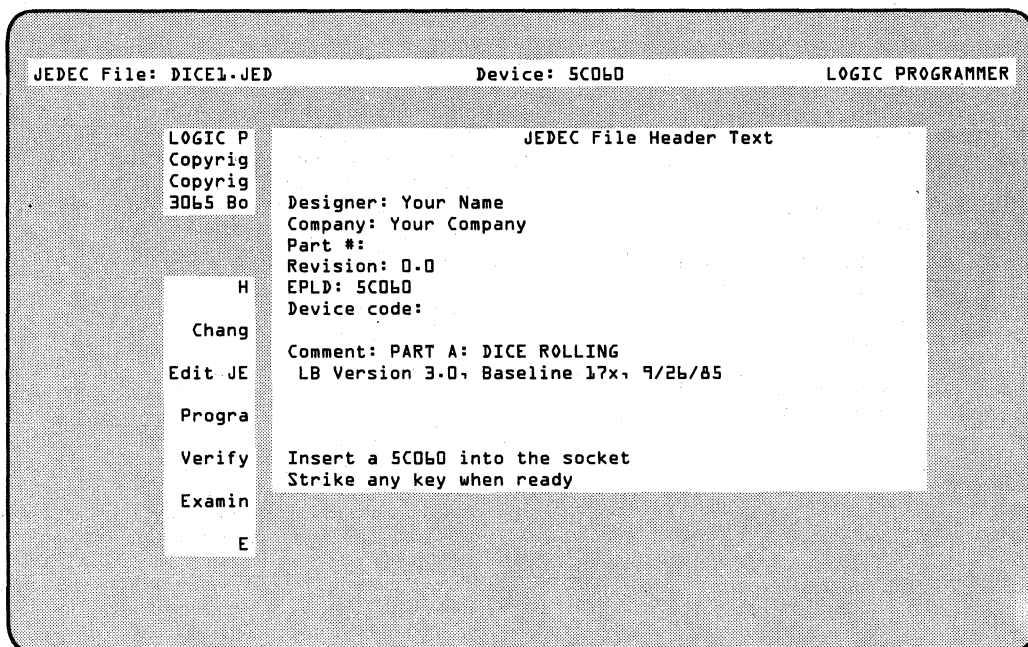 JEDEC File: DICE1.JED Device: 5C060 LOGIC PROGRAMMER
LOGIC P
Copyrig
Copyrig
3065 Bo
H
Chang
Edit JE
Progra
Verify
Examin
E
JEDEC File Header Text
Designer: Your Name
Company: Your Company
Part #:
Revision: 0.0
EPLD: 5C060
Device code:
Comment: PART A: DICE ROLLING
LB Version 3.0, Baseline 17x, 9/26/85
Insert a 5C060 into the socket
Strike any key when ready